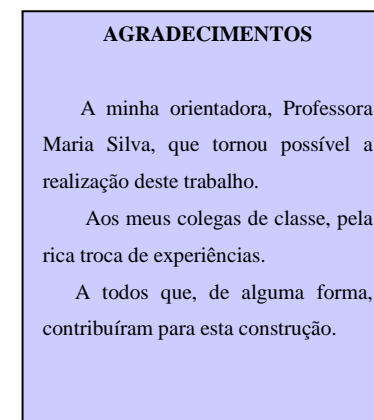 AGRADECIMENTOS
A minha orientadora, Professora
Maria Silva, que tornou possível a
realização deste trabalho.
Aos meus colegas de classe, pela
rica troca de experiências.
A todos que, de alguma forma,
contribuíram para esta construção.